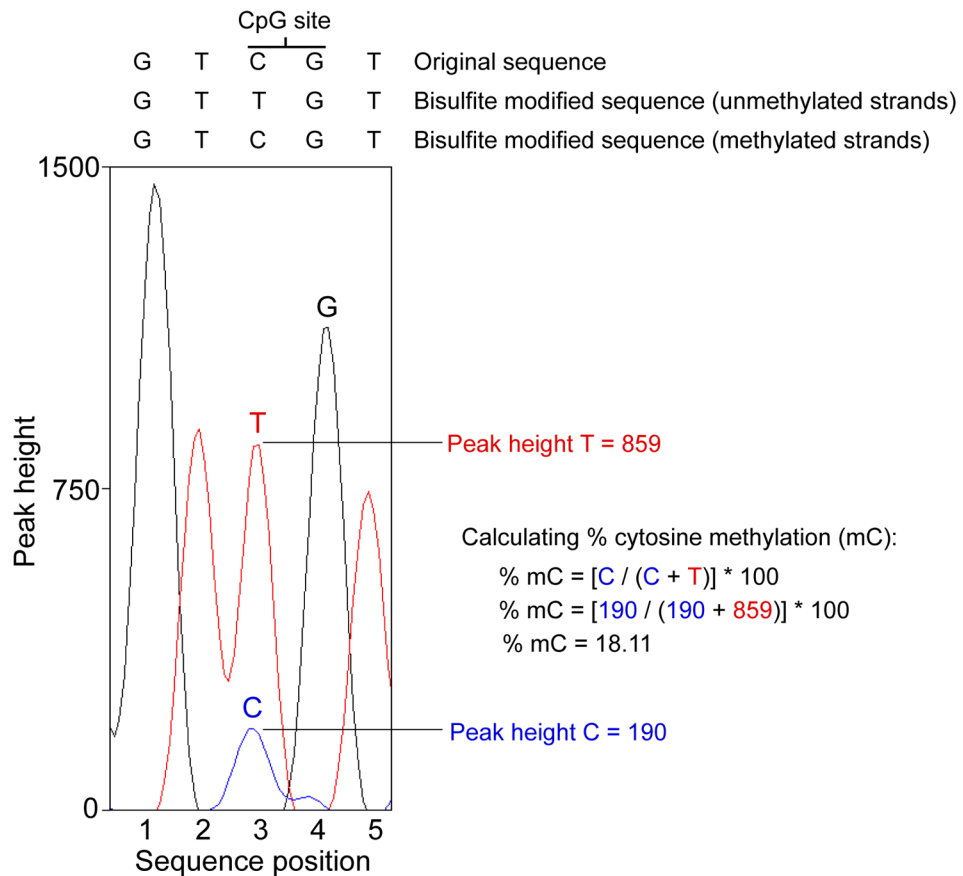 CpG site
G T C G T Original sequence
G T T G T Bisulfite modified sequence (unmethylated strands)
G T C G T Bisulfite modified sequence (methylated strands)
1500
G
T
Peak height T = 859
750
Peak height
Calculating % cytosine methylation (mC):
% mC = [C / (C + T)] * 100
% mC = [190 / (190 + 859)] * 100
% mC = 18.11
C
Peak height C = 190
0
1 2 3 4 5
Sequence position